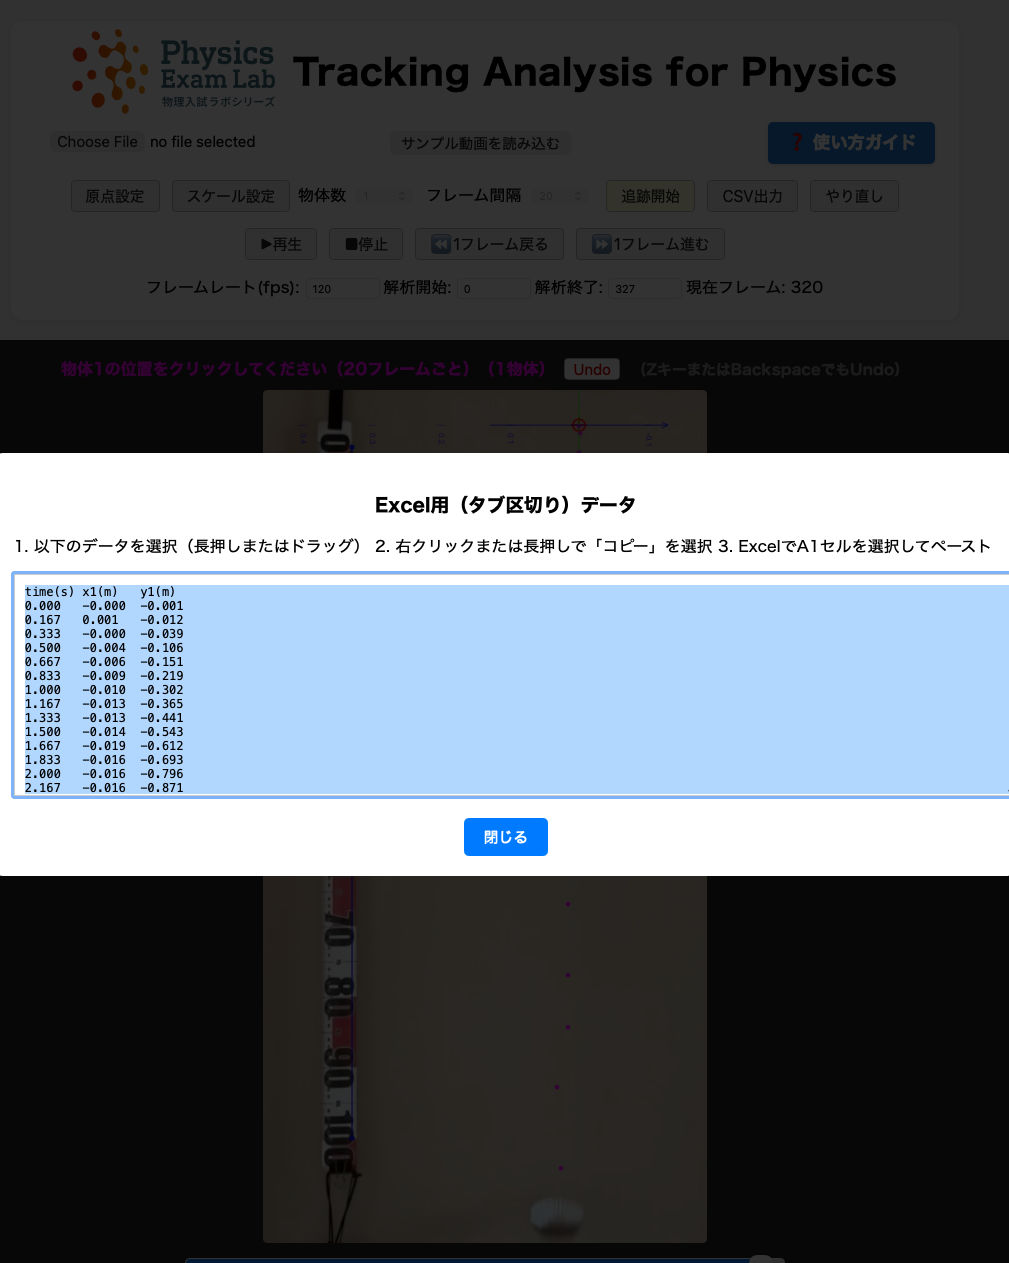 Physics
Exam Lab
物理入試ラボシリーズ
Tracking Analysis for Physics
Choose File no file selected サンプル動画を読み込む ❓ 使い方ガイド
原点設定 スケール設定 物体数 1 フレーム間隔 20 追跡開始 CSV出力 やり直し
▶再生 ■停止 ⏪1フレーム戻る ⏩1フレーム進む
フレームレート(fps): 120 解析開始: 0 解析終了: 327 現在フレーム: 320
物体1の位置をクリックしてください（20フレームごと）（1物体） Undo （ZキーまたはBackspaceでもUndo）
0
Excel用（タブ区切り）データ
1. 以下のデータを選択（長押しまたはドラッグ） 2. 右クリックまたは長押しで「コピー」を選択 3. ExcelでA1セルを選択してペースト
time(s) x1(m) y1(m)
0.000 -0.000 -0.001
0.167 0.001 -0.012
0.333 -0.000 -0.039
0.500 -0.004 -0.106
0.667 -0.006 -0.151
0.833 -0.009 -0.219
1.000 -0.010 -0.302
1.167 -0.013 -0.365
1.333 -0.013 -0.441
1.500 -0.014 -0.543
1.667 -0.019 -0.612
1.833 -0.016 -0.693
2.000 -0.016 -0.796
2.167 -0.016 -0.871
閉じる
70
80
90
100